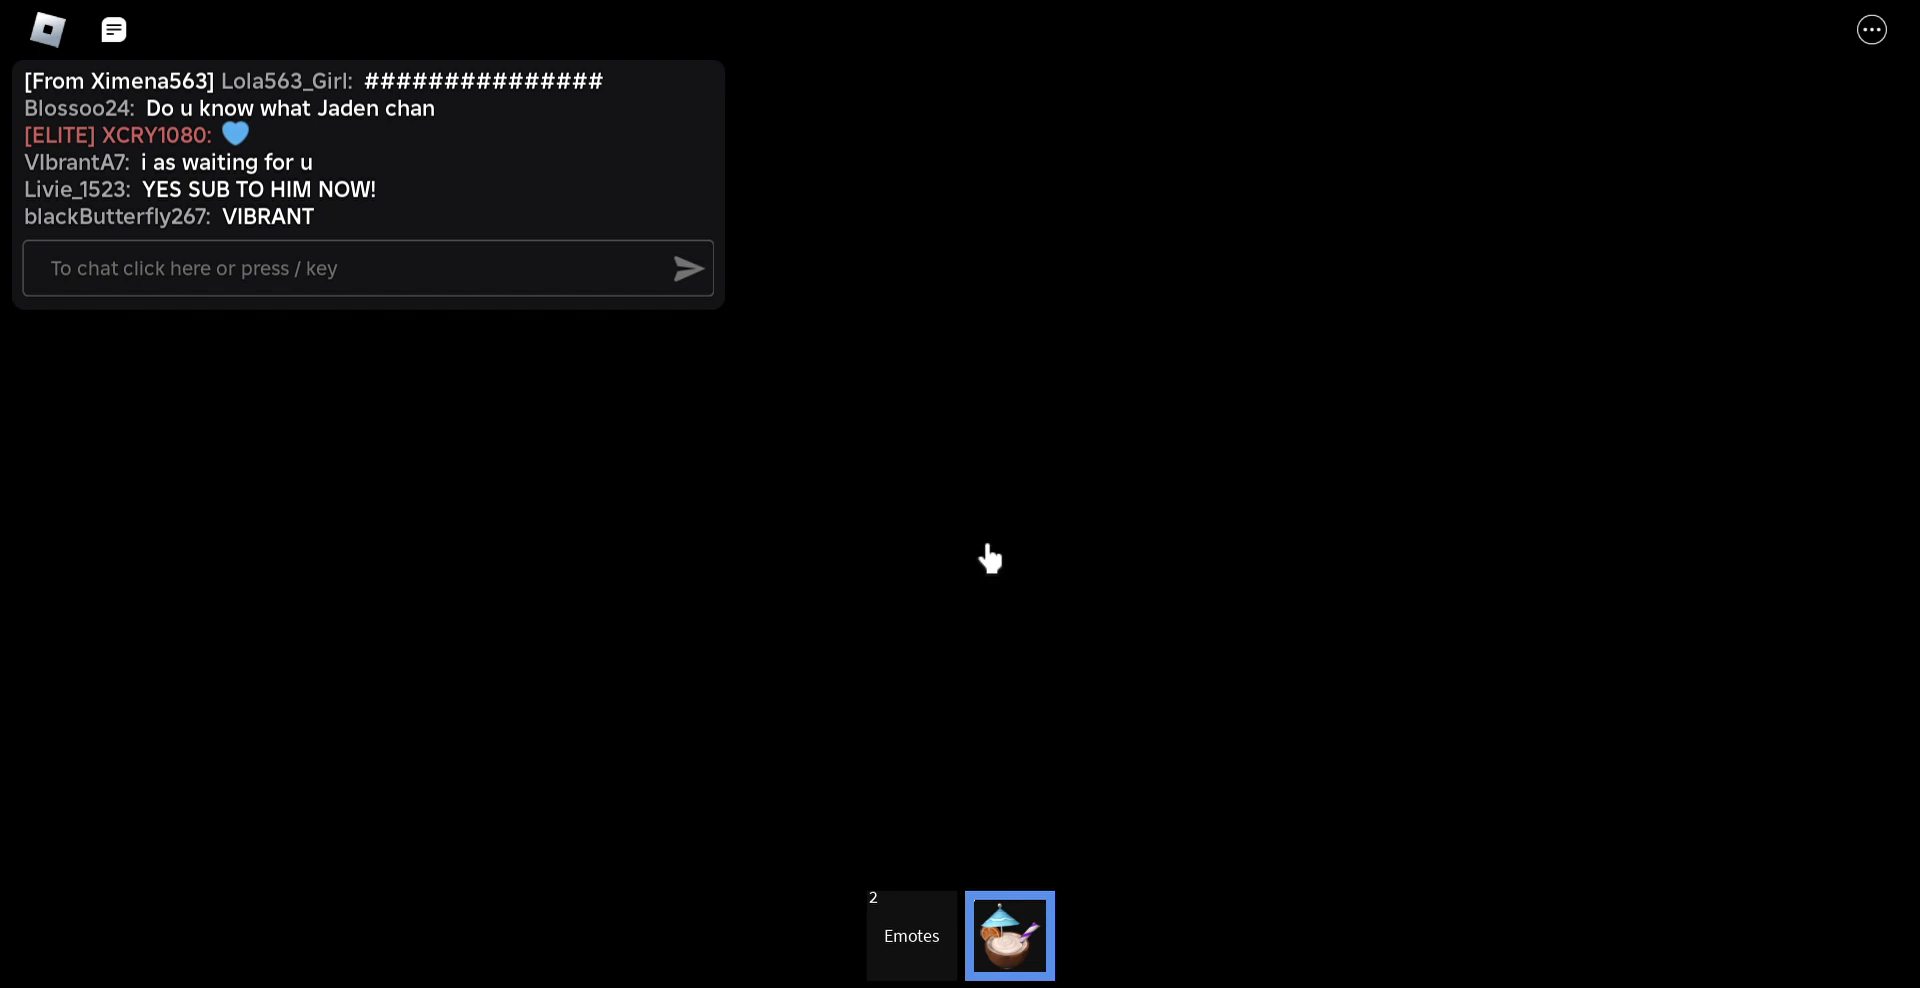 [From Ximena563] Lola563_Girl: ###############
Blossoo24: Do u know what Jaden chan
[ELITE] XCRY1080: 💙
VIbrantA7: i as waiting for u
Livie_1523: YES SUB TO HIM NOW!
blackButterfly267: VIBRANT
To chat click here or press / key
2
Emotes